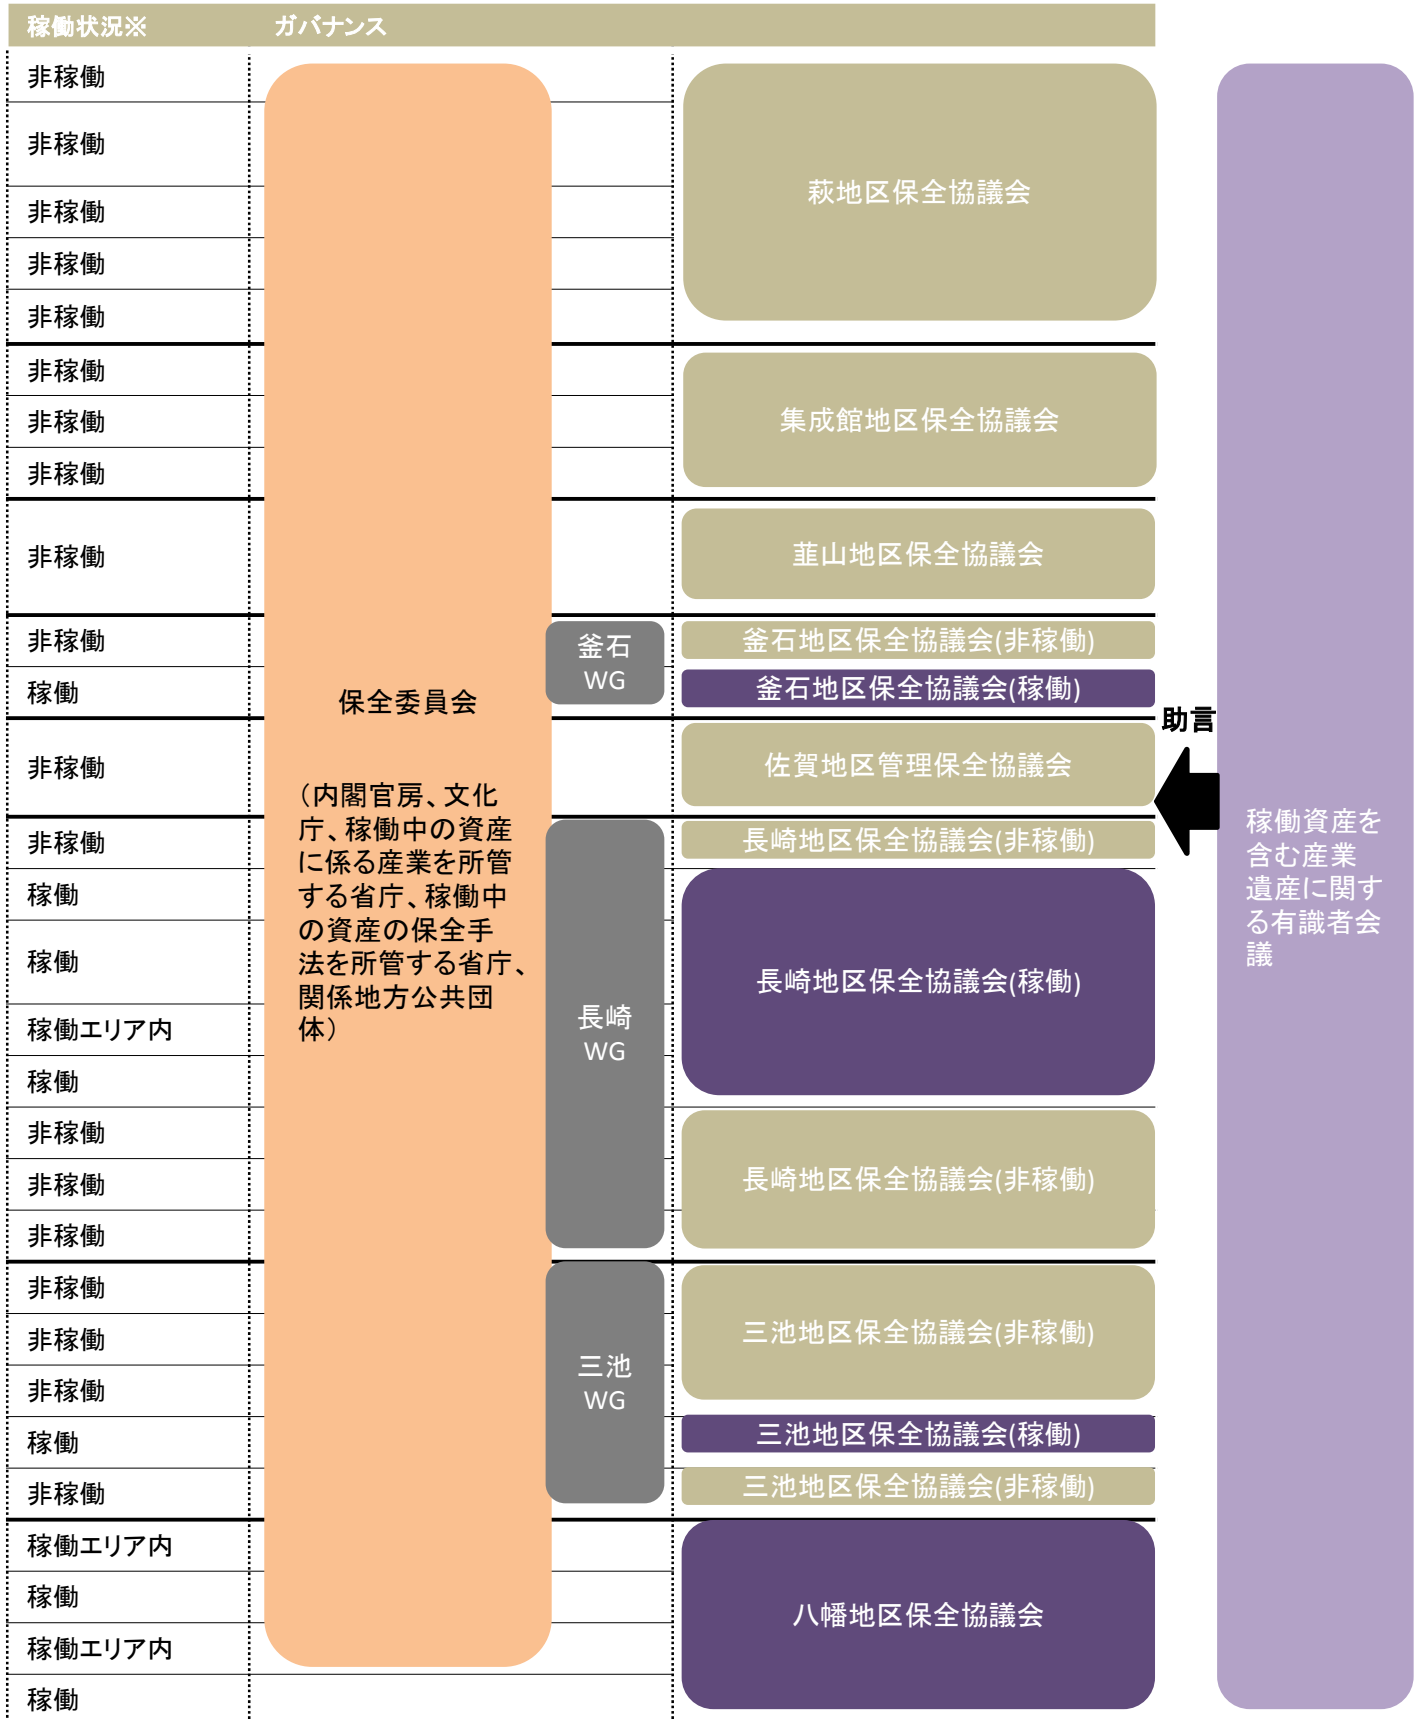 稼働状況※ ガバナンス
非稼働
非稼働
非稼働
非稼働
非稼働
萩地区保全協議会
非稼働
非稼働
非稼働
集成館地区保全協議会
非稼働
韮山地区保全協議会
非稼働
釜石地区保全協議会(非稼働)
稼働
釜石地区保全協議会(稼働)
釜石
WG
非稼働
佐賀地区管理保全協議会
非稼働
長崎地区保全協議会(非稼働)
稼働
稼働
稼働エリア内
稼働
長崎地区保全協議会(稼働)
非稼働
非稼働
非稼働
長崎地区保全協議会(非稼働)
長崎
WG
非稼働
非稼働
非稼働
三池地区保全協議会(非稼働)
稼働
三池地区保全協議会(稼働)
非稼働
三池地区保全協議会(非稼働)
三池
WG
稼働エリア内
稼働
稼働エリア内
稼働
八幡地区保全協議会
保全委員会
（内閣官房、文化
庁、稼働中の資産
に係る産業を所管
する省庁、稼働中
の資産の保全手
法を所管する省庁、
関係地方公共団
体）
助言
稼働資産を
含む産業
遺産に関す
る有識者会
議